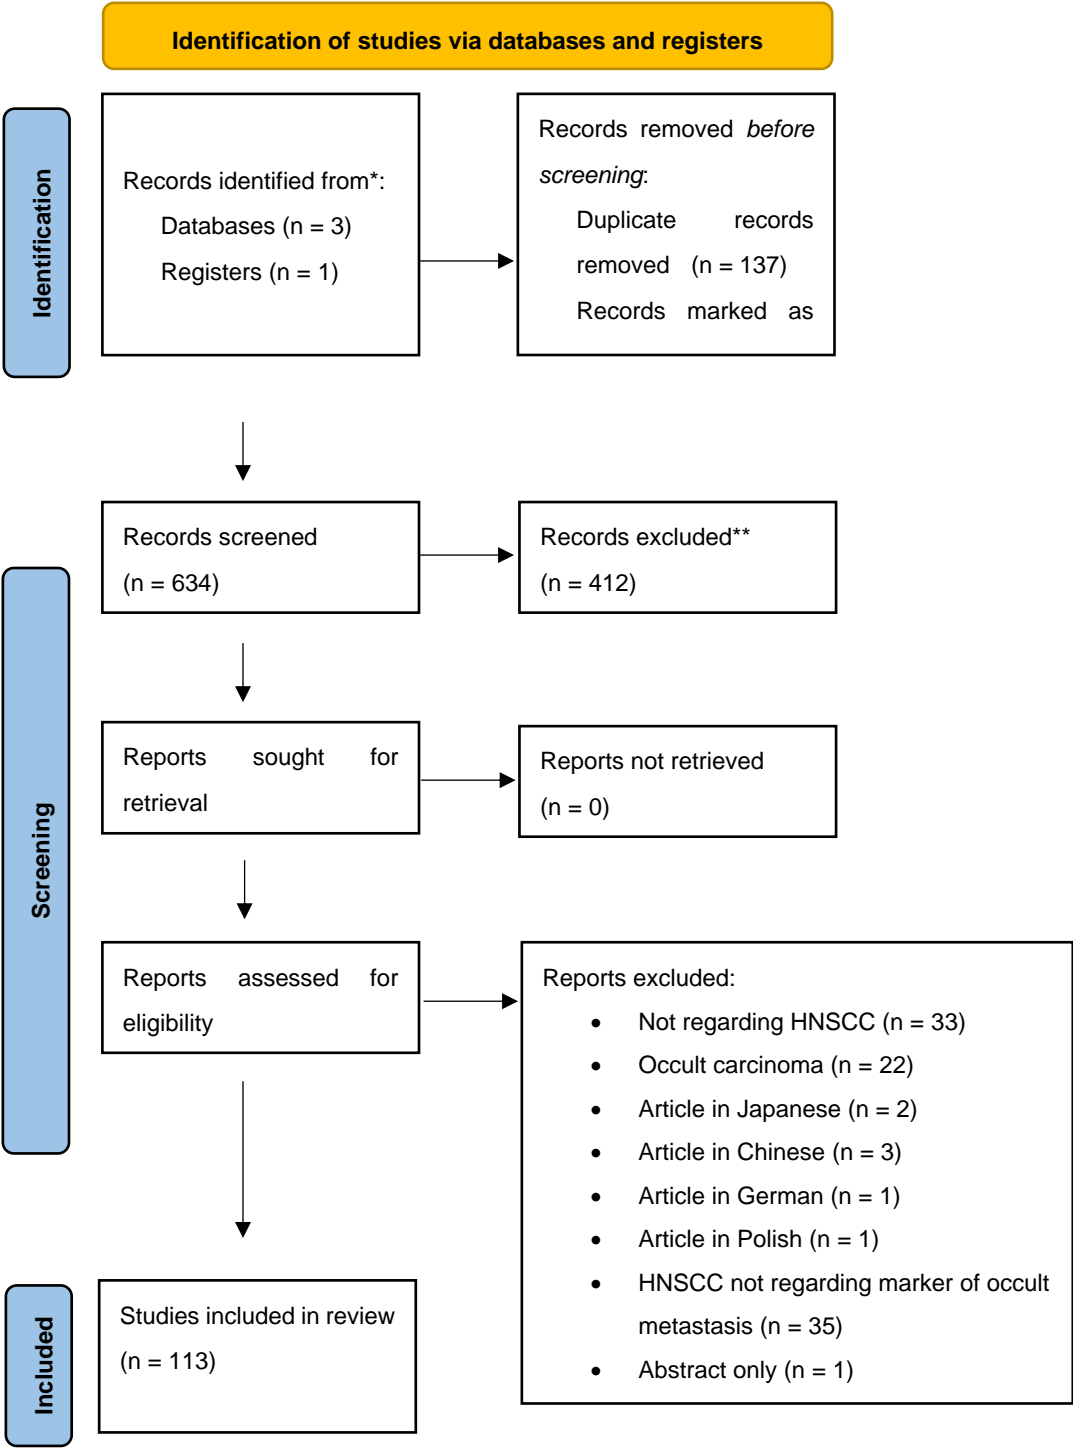 Identification of studies via databases and registers
Identification
Records identified from*:
Databases (n = 3)
Registers (n = 1)
Records removed before
screening:
Duplicate records
removed (n = 137)
Records marked as
Screening
Records screened
(n = 634)
Records excluded**
(n = 412)
Reports sought for
retrieval
Reports not retrieved
(n = 0)
Reports assessed for
eligibility
Reports excluded:
• Not regarding HNSCC (n = 33)
• Occult carcinoma (n = 22)
• Article in Japanese (n = 2)
• Article in Chinese (n = 3)
• Article in German (n = 1)
• Article in Polish (n = 1)
• HNSCC not regarding marker of occult
metastasis (n = 35)
• Abstract only (n = 1)
Included
Studies included in review
(n = 113)